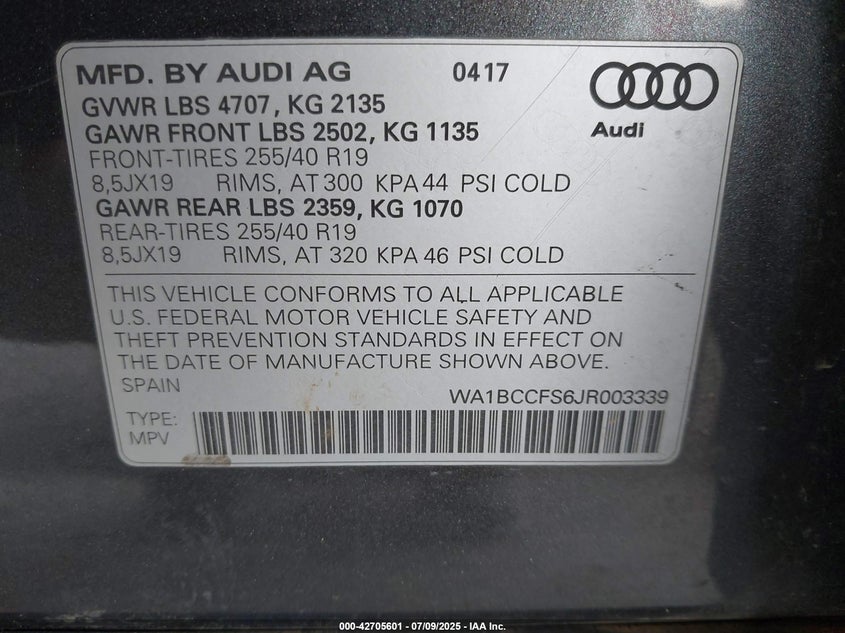 MFD. BY AUDI AG 0417
Audi
GVWR LBS 4707, KG 2135
GAWR FRONT LBS 2502, KG 1135
FRONT-TIRES 255/40 R19
8,5JX19 RIMS, AT 300 KPA 44 PSI COLD
GAWR REAR LBS 2359, KG 1070
REAR-TIRES 255/40 R19
8,5JX19 RIMS, AT 320 KPA 46 PSI COLD
THIS VEHICLE CONFORMS TO ALL APPLICABLE
U.S. FEDERAL MOTOR VEHICLE SAFETY AND
THEFT PREVENTION STANDARDS IN EFFECT ON
THE DATE OF MANUFACTURE SHOWN ABOVE.
SPAIN
WA1BCCFS6JR003339
TYPE:
MPV
000-42705601 - 07/09/2025 - IAA Inc.